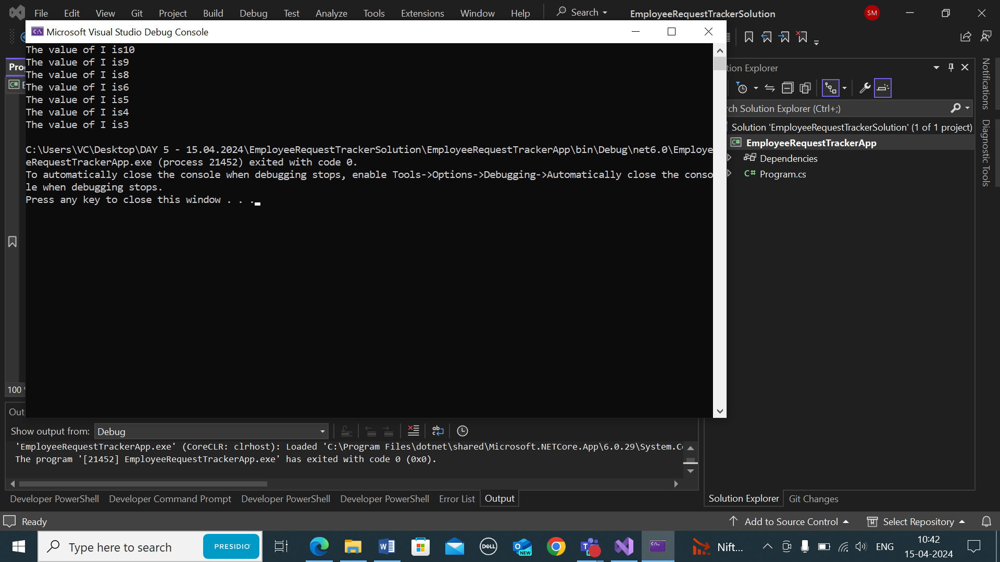 File Edit View Git Project Build Debug Test Analyze Tools Extensions Window Help Search EmployeeRequestTrackerSolution SM
Microsoft Visual Studio Debug Console
The value of I is10
The value of I is9
The value of I is8
The value of I is6
The value of I is5
The value of I is4
The value of I is3
C:\Users\VC\Desktop\DAY 5 - 15.04.2024\EmployeeRequestTrackerSolution\EmployeeRequestTrackerApp\bin\Debug\net6.0\Employe
eRequestTrackerApp.exe (process 21452) exited with code 0.
To automatically close the console when debugging stops, enable Tools->Options->Debugging->Automatically close the conso
le when debugging stops.
Press any key to close this window . . .
Pro
E
100 %
tion Explorer
rch Solution Explorer (Ctrl+;)
Solution 'EmployeeRequestTrackerSolution' (1 of 1 project)
C# EmployeeRequestTrackerApp
Dependencies
C# Program.cs
Notifications
Diagnostic Tools
Out
Show output from: Debug
'EmployeeRequestTrackerApp.exe' (CoreCLR: clrhost): Loaded 'C:\Program Files\dotnet\shared\Microsoft.NETCore.App\6.0.29\System.Co
The program '[21452] EmployeeRequestTrackerApp.exe' has exited with code 0 (0x0).
Developer PowerShell Developer Command Prompt Developer PowerShell Developer PowerShell Error List Output
Solution Explorer Git Changes
Ready
Add to Source Control Select Repository
Type here to search PRESIDIO
DELL
NEW
Nift...
ENG
10:42
15-04-2024